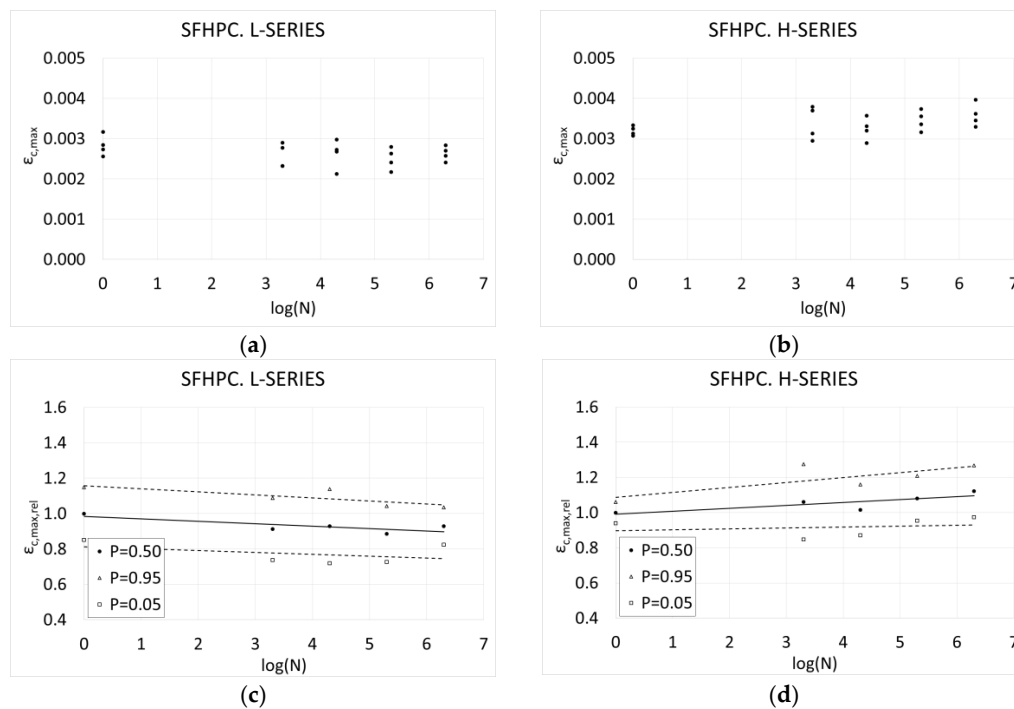 SFHPC. L-SERIES
0.005
0.004
0.003
0.002
0.001
0.000
εc,max
0 1 2 3 4 5 6 7
log(N)
(a)
SFHPC. H-SERIES
0.005
0.004
0.003
0.002
0.001
0.000
εc,max
0 1 2 3 4 5 6 7
log(N)
(b)
SFHPC. L-SERIES
1.6
1.4
1.2
1.0
0.8
0.6
0.4
εc,max,rel
P=0.50
P=0.95
P=0.05
0 1 2 3 4 5 6 7
log(N)
(c)
SFHPC. H-SERIES
1.6
1.4
1.2
1.0
0.8
0.6
0.4
εc,max,rel
P=0.50
P=0.95
P=0.05
0 1 2 3 4 5 6 7
log(N)
(d)